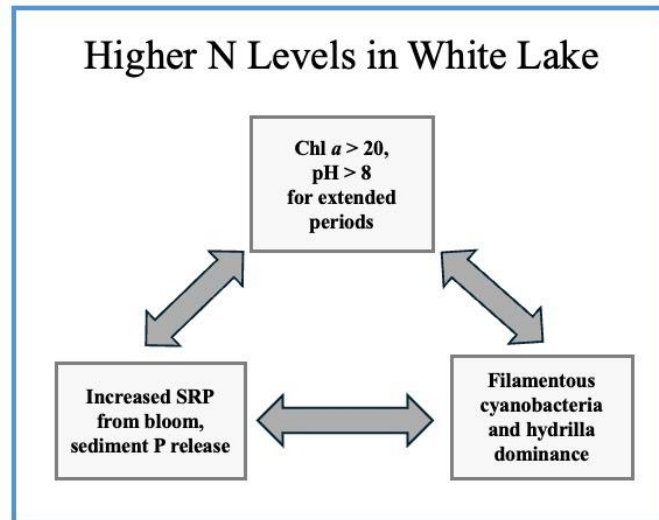 Higher N Levels in White Lake
Chl a > 20,
pH > 8
for extended
periods
Increased SRP
from bloom,
sediment P release
Filamentous
cyanobacteria
and hydrilla
dominance